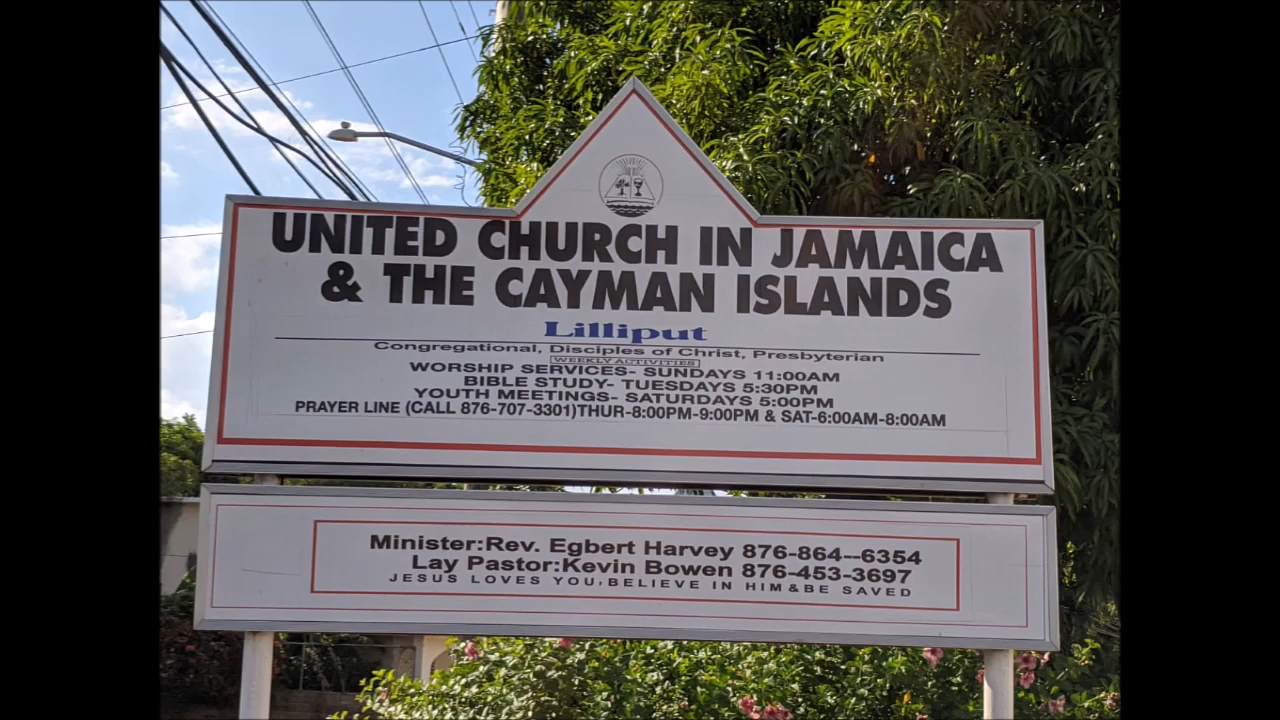 UNITED CHURCH IN JAMAICA
& THE CAYMAN ISLANDS
Lilliput
Congregational, Disciples of Christ, Presbyterian
WEEKLY ACTIVITIES
WORSHIP SERVICES- SUNDAYS 11:00AM
BIBLE STUDY- TUESDAYS 5:30PM
YOUTH MEETINGS- SATURDAYS 5:00PM
PRAYER LINE (CALL 876-707-3301)THUR-8:00PM-9:00PM & SAT-6:00AM-8:00AM
Minister:Rev. Egbert Harvey 876-864--6354
Lay Pastor:Kevin Bowen 876-453-3697
JESUS LOVES YOU,BELIEVE IN HIM&BE SAVED